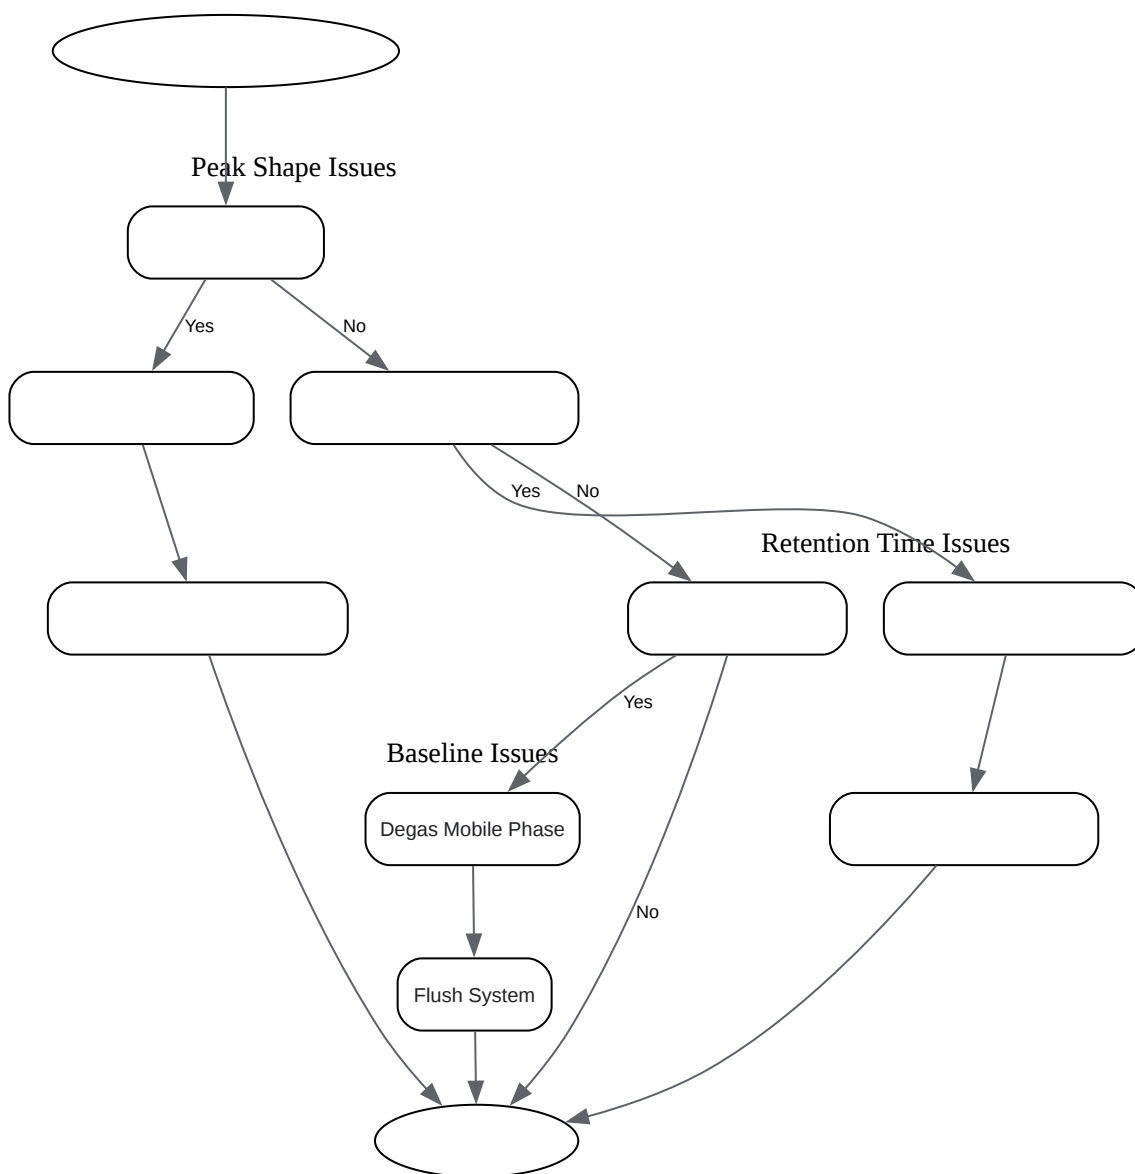 Peak Shape Issues
Yes
No
Yes
No
Retention Time Issues
Yes
Baseline Issues
Degas Mobile Phase
No
Flush System